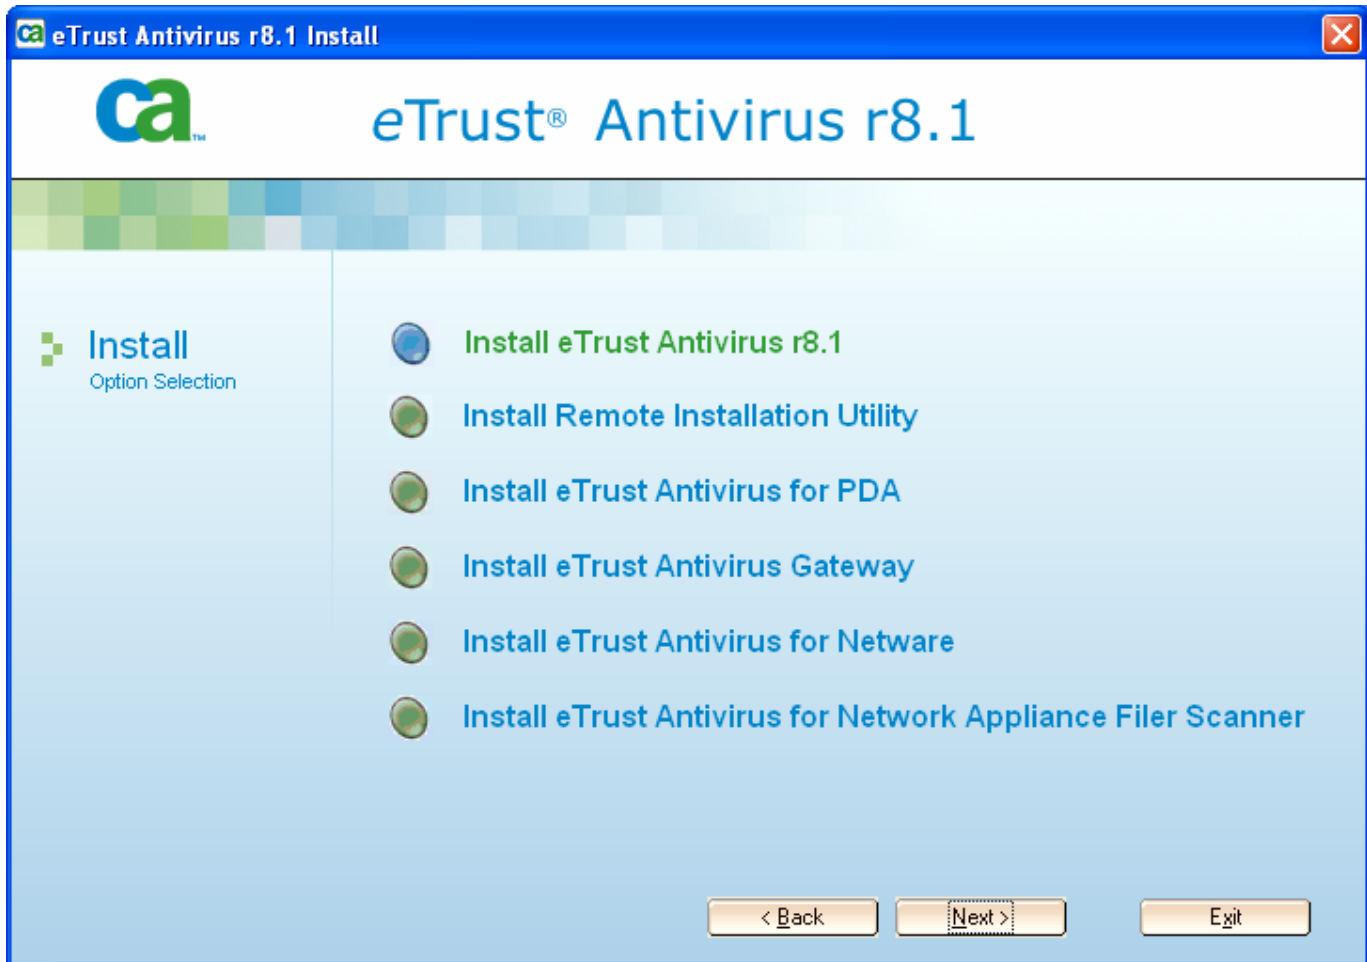 ca eTrust Antivirus r8.1 Install
ca™ eTrust® Antivirus r8.1
Install
Option Selection
Install eTrust Antivirus r8.1
Install Remote Installation Utility
Install eTrust Antivirus for PDA
Install eTrust Antivirus Gateway
Install eTrust Antivirus for Netware
Install eTrust Antivirus for Network Appliance Filer Scanner
< Back Next > Exit